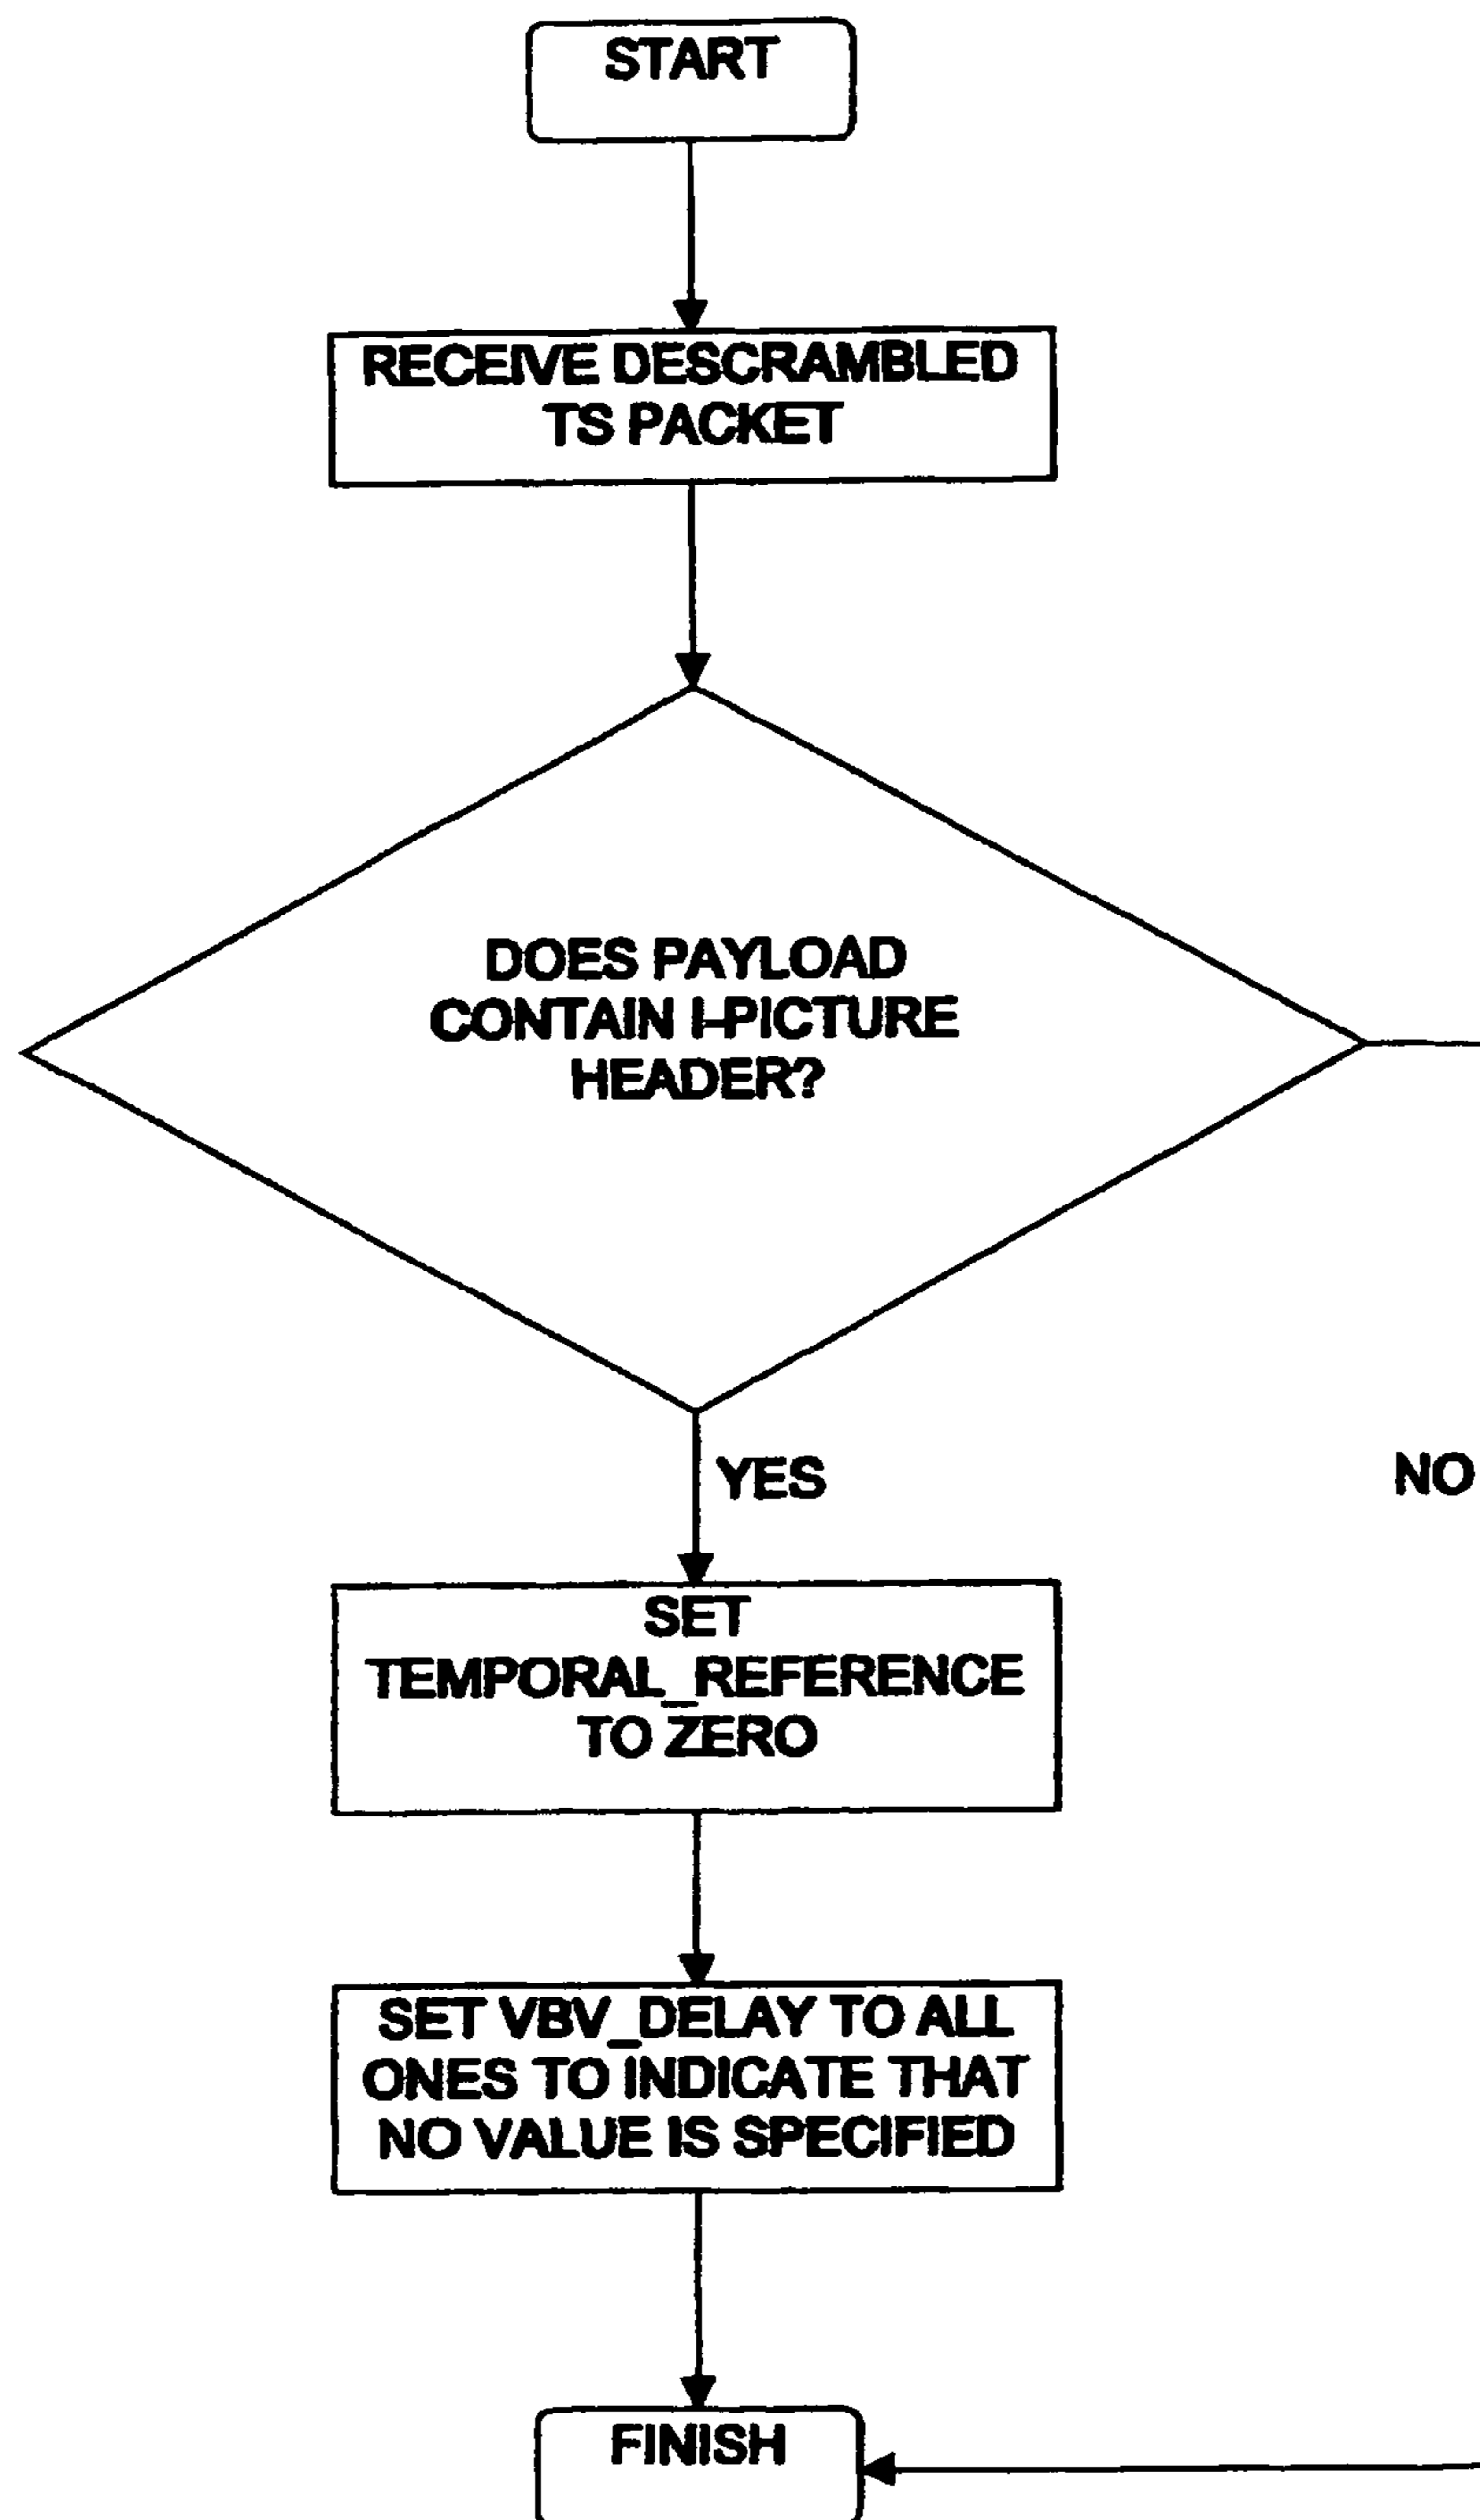 START
RECEIVE DESCRAMBLED
TS PACKET
DOES PAYLOAD
CONTAIN I-PICTURE
HEADER?
YES
NO
SET
TEMPORAL_REFERENCE
TO ZERO
SET VBV_DELAY TO ALL
ONES TO INDICATE THAT
NO VALUE IS SPECIFIED
FINISH